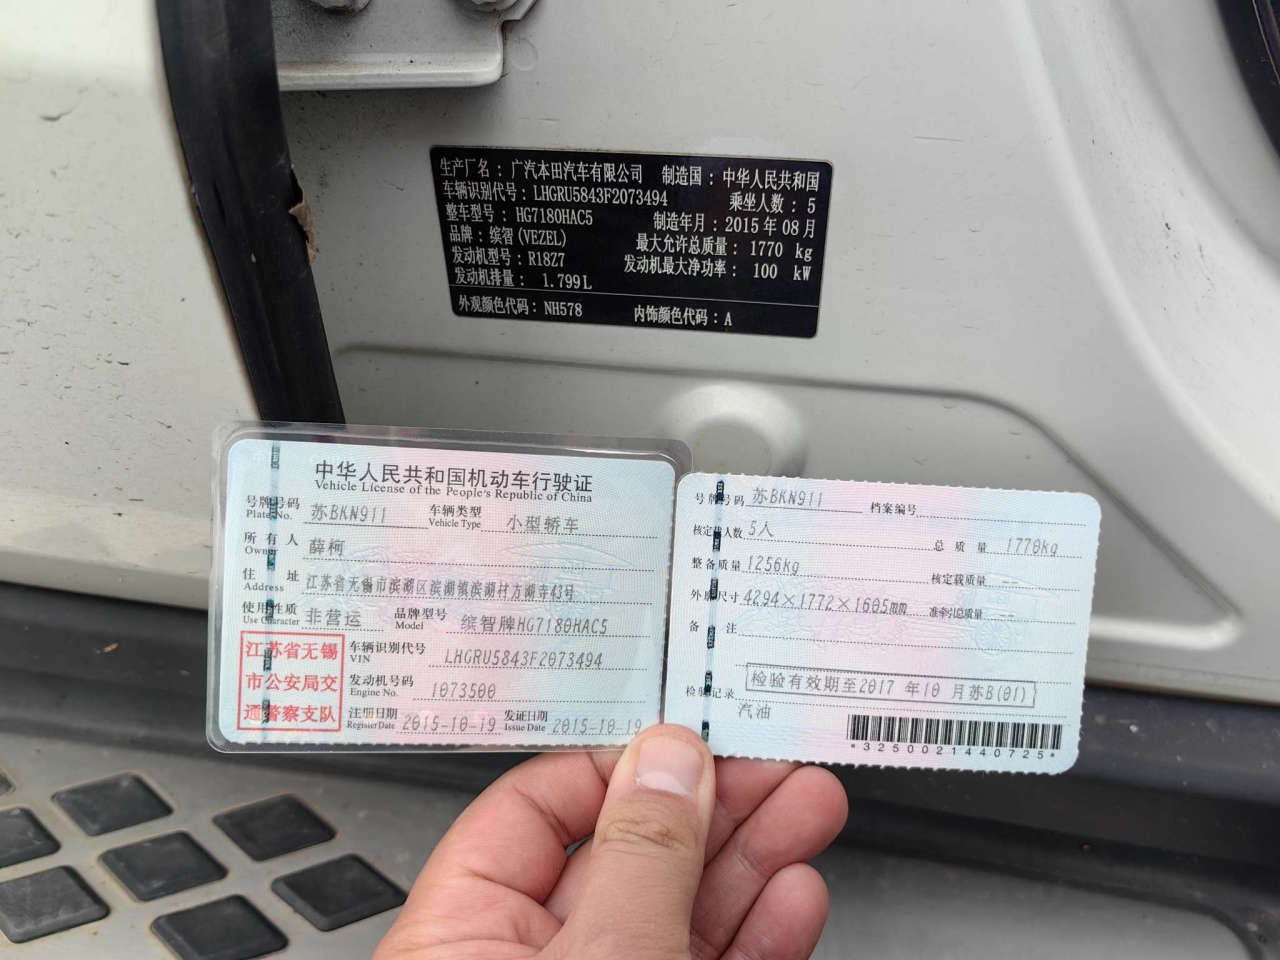 生产厂名：广汽本田汽车有限公司 制造国：中华人民共和国
车辆识别代号：LHGRU5843F2073494 乘坐人数：5
整车型号：HG7180HAC5 制造年月：2015年08月
品牌：缤智(VEZEL) 最大允许总质量：1770 kg
发动机型号：R18Z7 发动机最大净功率：100 kW
发动机排量：1.799L
外观颜色代码：NH578 内饰颜色代码：A
中华人民共和国机动车行驶证
Vehicle License of the People's Republic of China
号牌号码 苏BKN911 车辆类型 小型轿车
Plate No. Vehicle Type
所有人 薛柯
Owner
住址 江苏省无锡市滨湖区滨湖镇滨湖村方湖寺43号
Address
使用性质 非营运 品牌型号 缤智牌HG7180HAC5
Use Character Model
江苏省无锡
市公安局交
通警察支队
车辆识别代号 LHGRU5843F2073494
VIN
发动机号码 1073500
Engine No.
注册日期 2015-10-19 发证日期 2015-10-19
Register Date Issue Date
号牌号码 苏BKN911 档案编号
核定载人数 5人 总质量 1770kg
整备质量 1256kg 核定载质量 --
外廓尺寸 4294×1772×1605mm 准牵引总质量 --
备注
检验有效期至2017年10月苏B(01)
检验记录
汽油
*3250021440725*